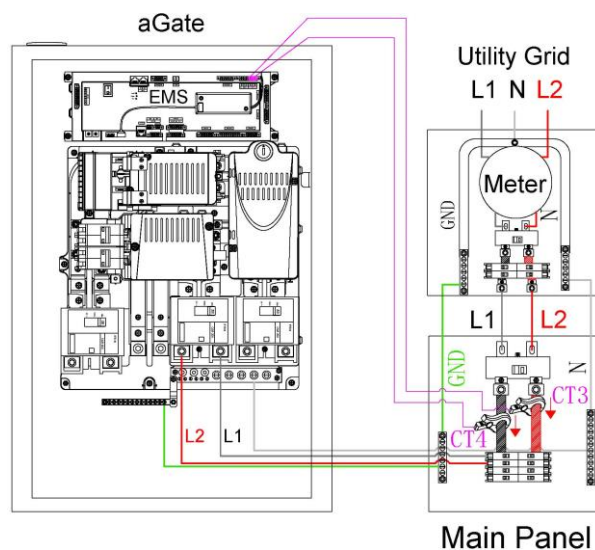 aGate
EMS
Utility Grid
L1 N L2
Meter
GND
N
L1 L2
GND
N
CT3
CT4
L2 L1
Main Panel